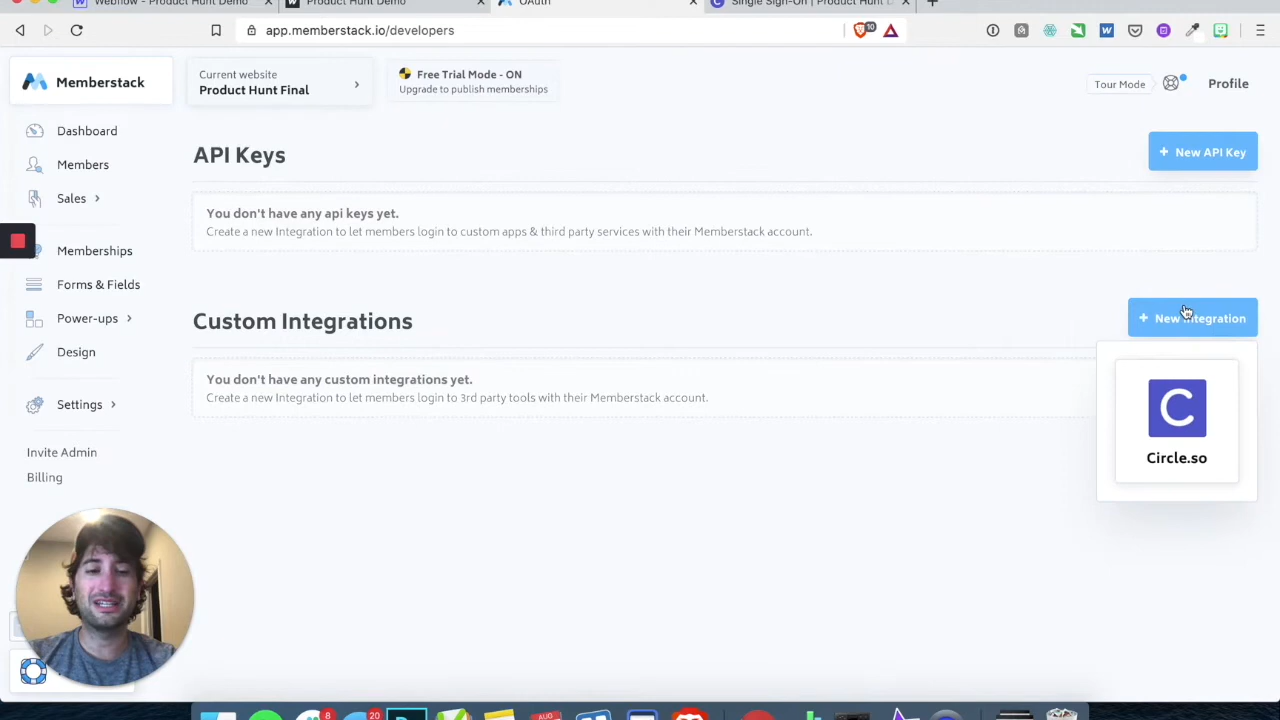 Webflow - Product Hunt Demo
Product Hunt Demo
OAuth
Single Sign-On | Product Hunt D
app.memberstack.io/developers
10
Memberstack
Current website
Product Hunt Final
Free Trial Mode - ON
Upgrade to publish memberships
Tour Mode
Profile
Dashboard
Members
Sales
Memberships
Forms & Fields
Power-ups
Design
Settings
Invite Admin
Billing
API Keys
+ New API Key
You don't have any api keys yet.
Create a new Integration to let members login to custom apps & third party services with their Memberstack account.
Custom Integrations
+ New Integration
You don't have any custom integrations yet.
Create a new Integration to let members login to 3rd party tools with their Memberstack account.
C
Circle.so
8
20
AUG